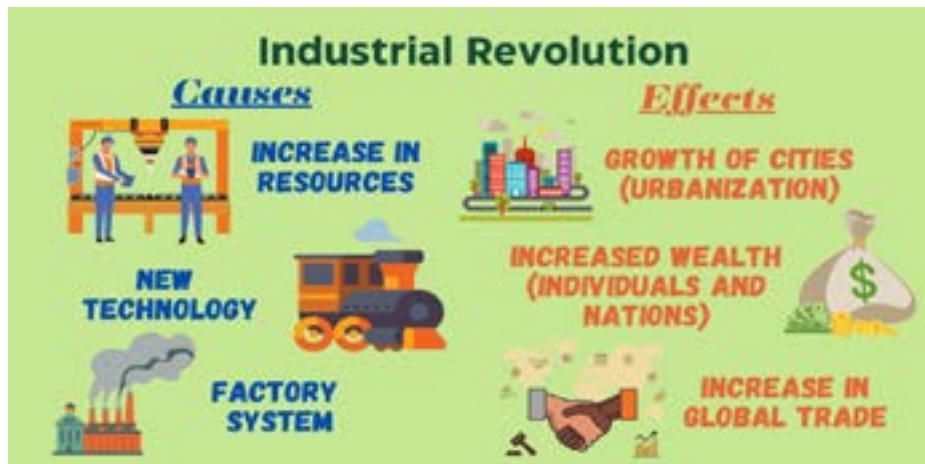 Industrial Revolution
Causes
INCREASE IN
RESOURCES
NEW
TECHNOLOGY
FACTORY
SYSTEM
Effects
GROWTH OF CITIES
(URBANIZATION)
INCREASED WEALTH
(INDIVIDUALS AND
NATIONS)
$
INCREASE IN
GLOBAL TRADE